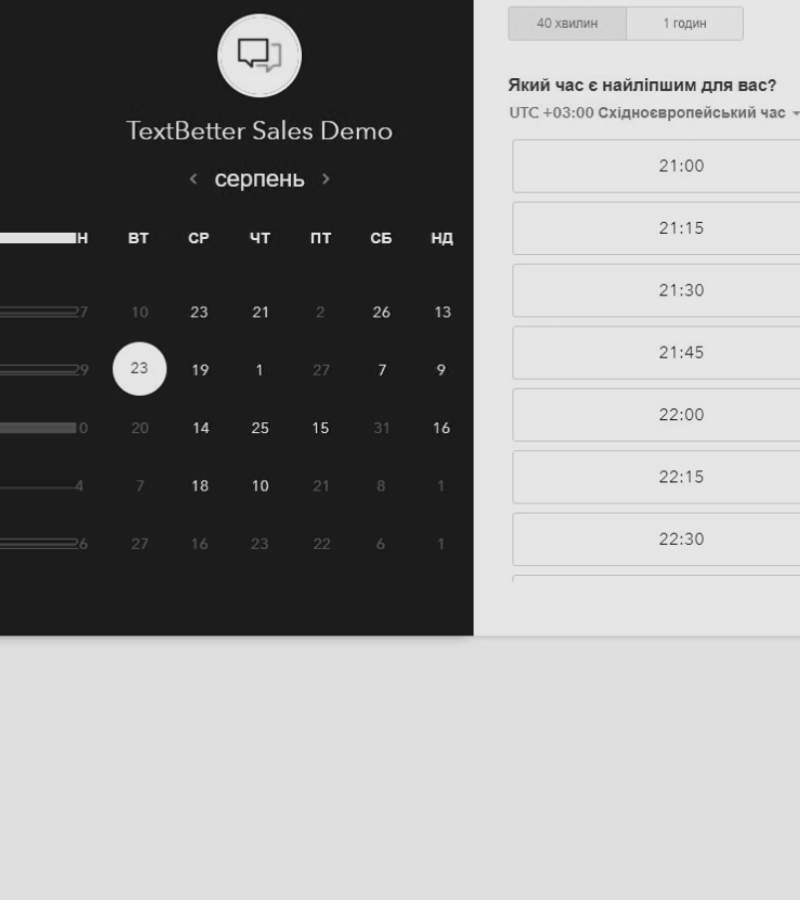 TextBetter Sales Demo
‹ серпень ›
Н ВТ СР ЧТ ПТ СБ НД
7 10 23 21 2 26 13
9 23 19 1 27 7 9
0 20 14 25 15 31 16
4 7 18 10 21 8 1
6 27 16 23 22 6 1
40 хвилин 1 годин
Який час є найліпшим для вас?
UTC +03:00 Східноєвропейський час
21:00
21:15
21:30
21:45
22:00
22:15
22:30